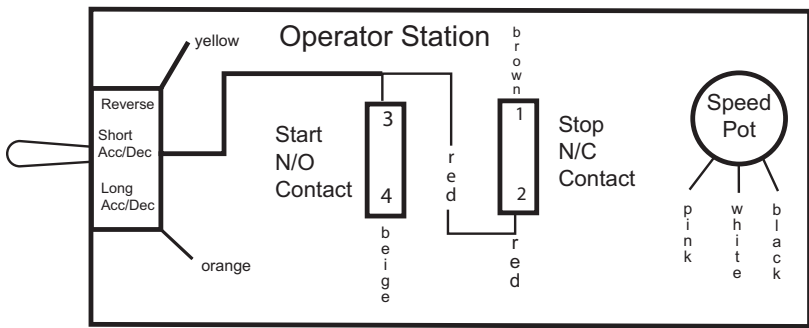 Operator Station
yellow
Reverse
Short
Acc/Dec
Long
Acc/Dec
orange
Start
N/O
Contact
3
4
beige
red
brown
1
2
red
Stop
N/C
Contact
Speed
Pot
pink
white
black